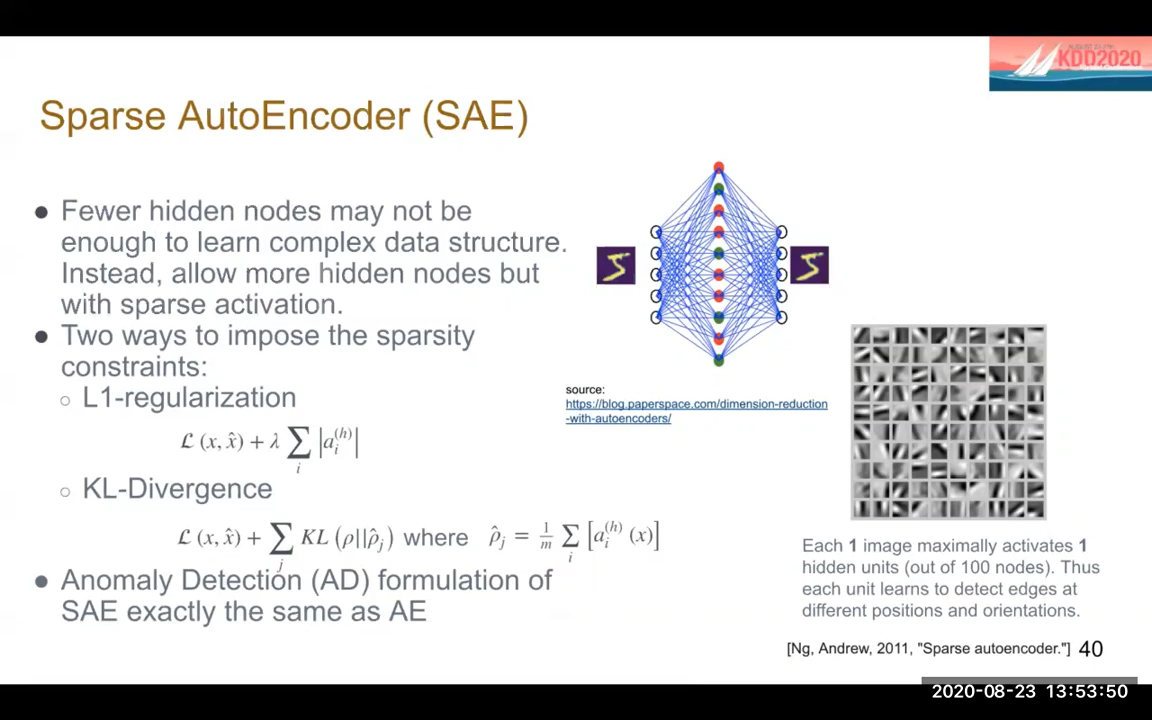 KDD2020
Sparse AutoEncoder (SAE)
● Fewer hidden nodes may not be
enough to learn complex data structure.
Instead, allow more hidden nodes but
with sparse activation.
● Two ways to impose the sparsity
constraints:
○ L1-regularization
ℒ (x, x̂) + λ ∑_i |a_i^(h)|
○ KL-Divergence
ℒ (x, x̂) + ∑_j KL (ρ||ρ̂_j) where ρ̂_j = 1/m ∑_i [a_i^(h) (x)]
● Anomaly Detection (AD) formulation of
SAE exactly the same as AE
source:
https://blog.paperspace.com/dimension-reduction
-with-autoencoders/
Each 1 image maximally activates 1
hidden units (out of 100 nodes). Thus
each unit learns to detect edges at
different positions and orientations.
[Ng, Andrew, 2011, "Sparse autoencoder."] 40
2020-08-23 13:53:50